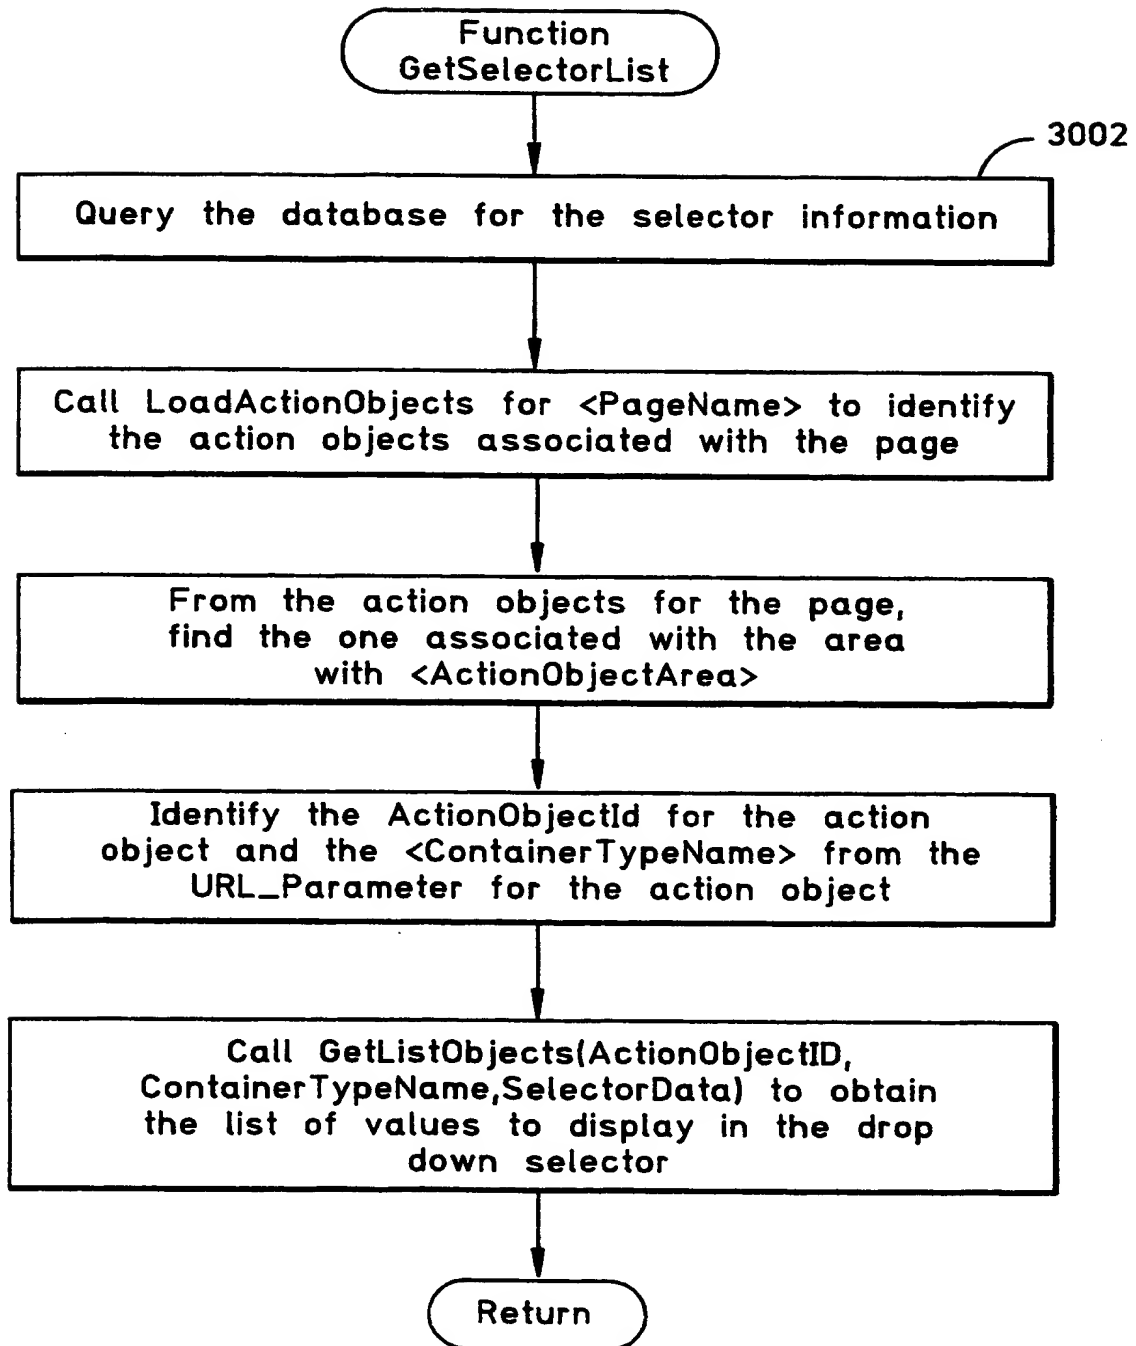 Function
GetSelectorList
3002
Query the database for the selector information
Call LoadActionObjects for <PageName> to identify
the action objects associated with the page
From the action objects for the page,
find the one associated with the area
with <ActionObjectArea>
Identify the ActionObjectId for the action
object and the <ContainerTypeName> from the
URL_Parameter for the action object
Call GetListObjects(ActionObjectID,
ContainerTypeName,SelectorData) to obtain
the list of values to display in the drop
down selector
Return